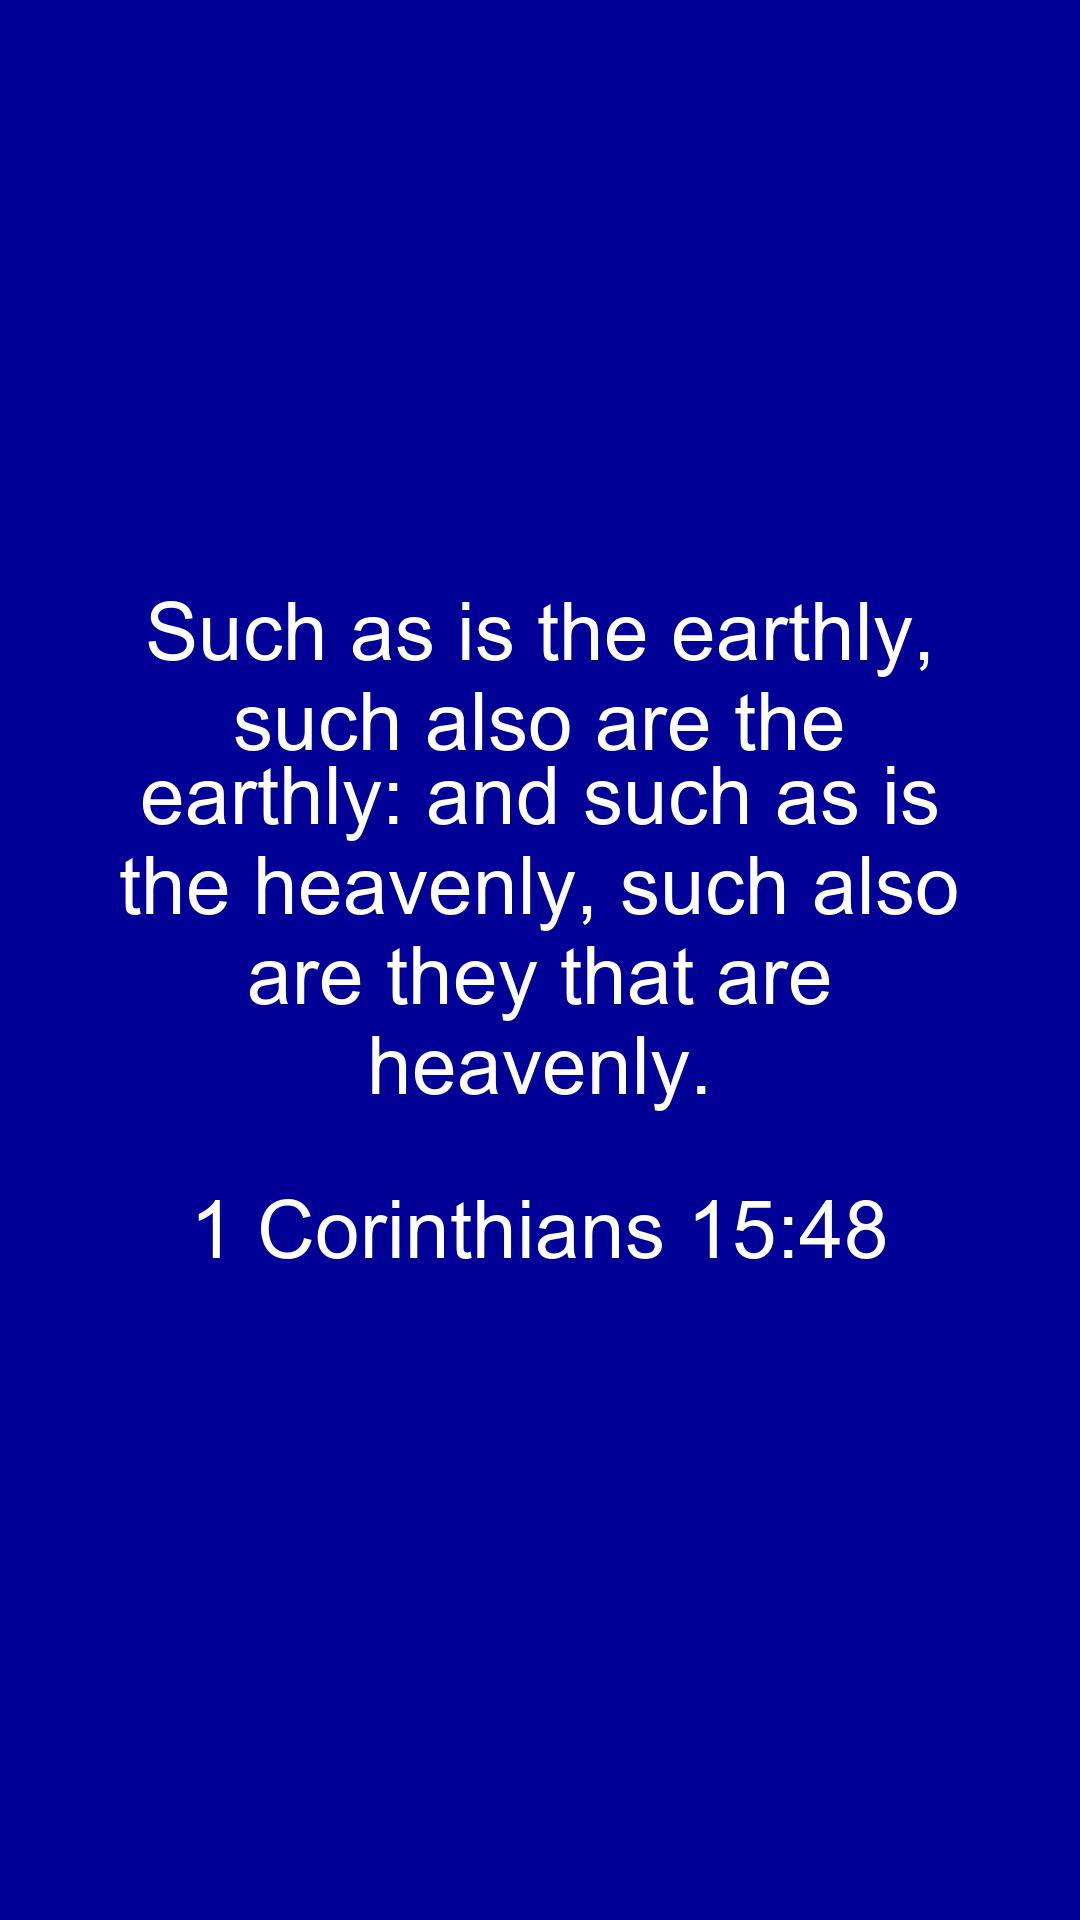 Such as is the earthly,
such also are the
earthly: and such as is
the heavenly, such also
are they that are
heavenly.
1 Corinthians 15:48